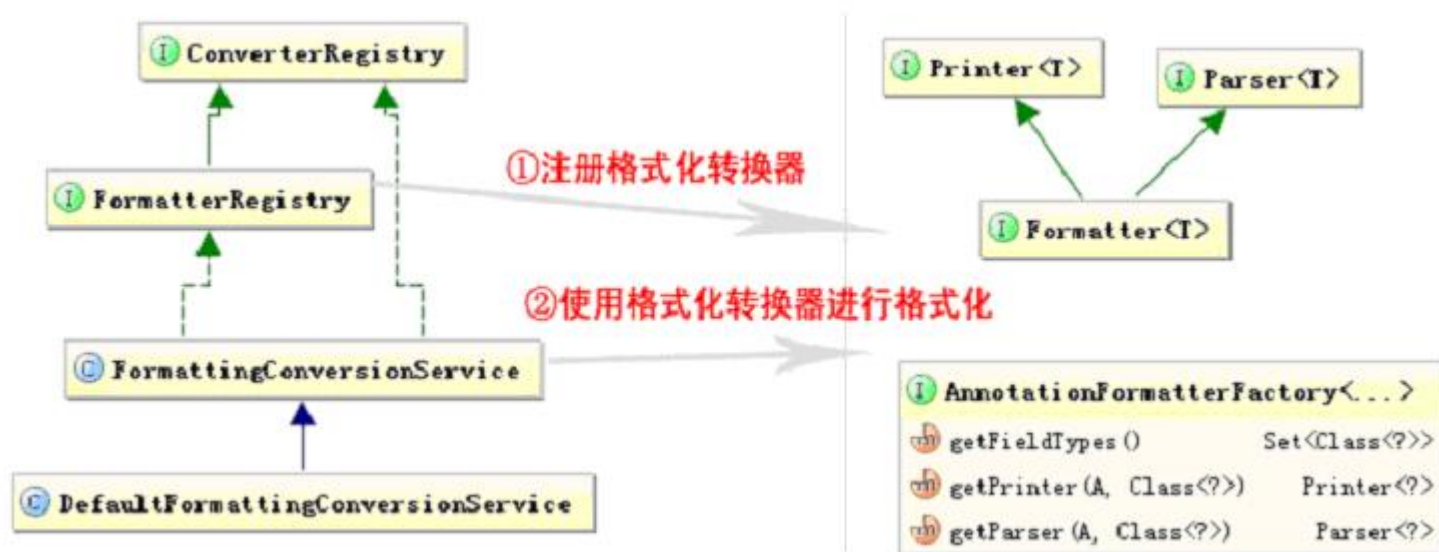 ConverterRegistry
Printer<T>
Parser<T>
①注册格式化转换器
FormatterRegistry
Formatter<T>
②使用格式化转换器进行格式化
FormattingConversionService
AnnotationFormatterFactory<...>
getFieldTypes() Set<Class<?>>
getPrinter(A, Class<?>) Printer<?>
DefaultFormattingConversionService
getParser(A, Class<?>) Parser<?>